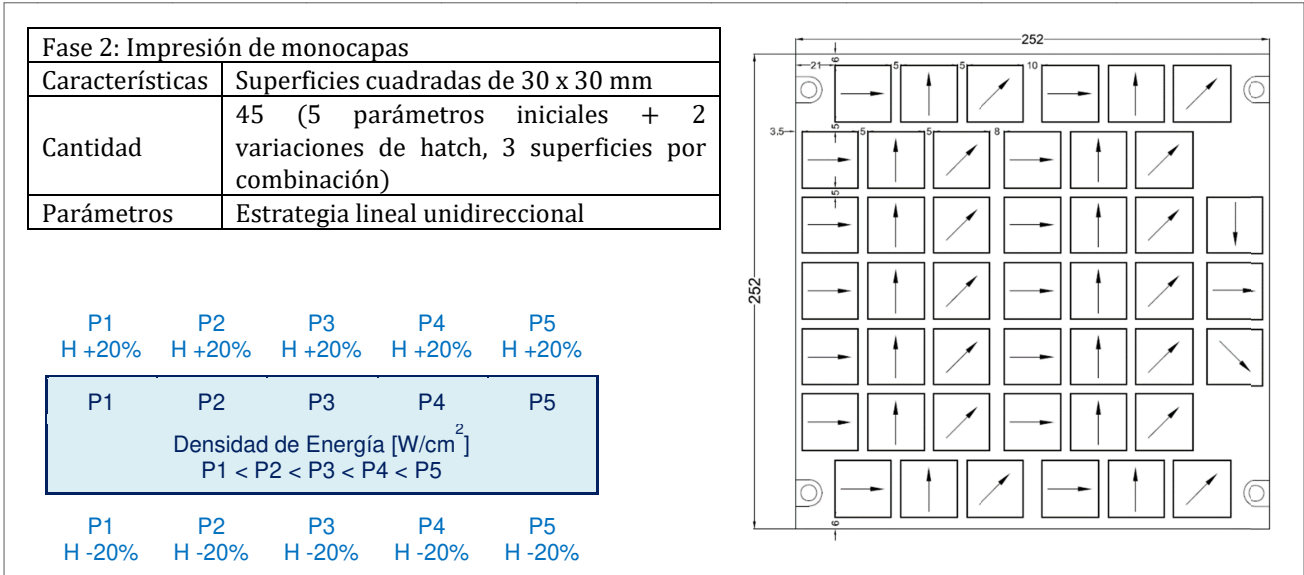 Fase 2: Impresión de monocapas
Características Superficies cuadradas de 30 x 30 mm
Cantidad 45 (5 parámetros iniciales + 2
variaciones de hatch, 3 superficies por
combinación)
Parámetros Estrategia lineal unidireccional
P1 P2 P3 P4 P5
H +20% H +20% H +20% H +20% H +20%
P1 P2 P3 P4 P5
Densidad de Energía [W/cm²]
P1 < P2 < P3 < P4 < P5
P1 P2 P3 P4 P5
H -20% H -20% H -20% H -20% H -20%
252
21 6 5 5 10
3.5 5 5 5 8
5
252
6